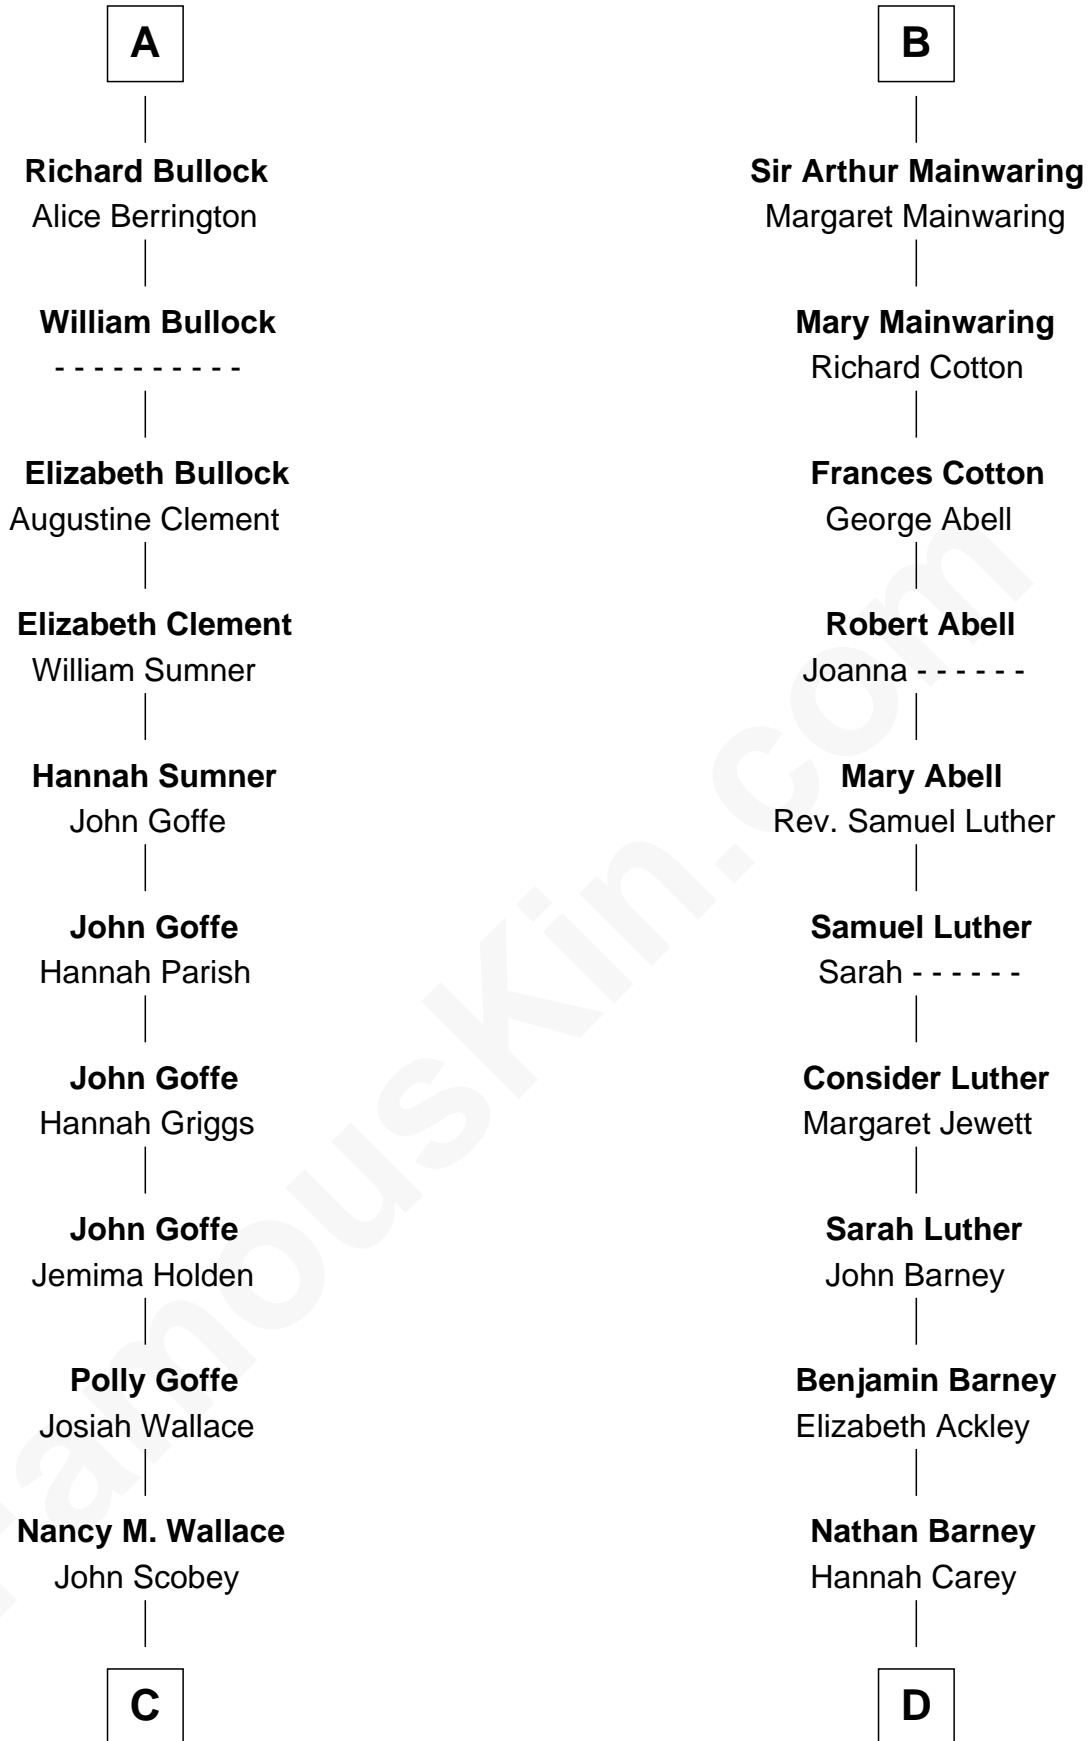 A
Richard Bullock
Alice Berrington
William Bullock
- - - - - - - - - -
Elizabeth Bullock
Augustine Clement
Elizabeth Clement
William Sumner
Hannah Sumner
John Goffe
John Goffe
Hannah Parish
John Goffe
Hannah Griggs
John Goffe
Jemima Holden
Polly Goffe
Josiah Wallace
Nancy M. Wallace
John Scobey
C
B
Sir Arthur Mainwaring
Margaret Mainwaring
Mary Mainwaring
Richard Cotton
Frances Cotton
George Abell
Robert Abell
Joanna - - - - - -
Mary Abell
Rev. Samuel Luther
Samuel Luther
Sarah - - - - - -
Consider Luther
Margaret Jewett
Sarah Luther
John Barney
Benjamin Barney
Elizabeth Ackley
Nathan Barney
Hannah Carey
D
FamousKin.com